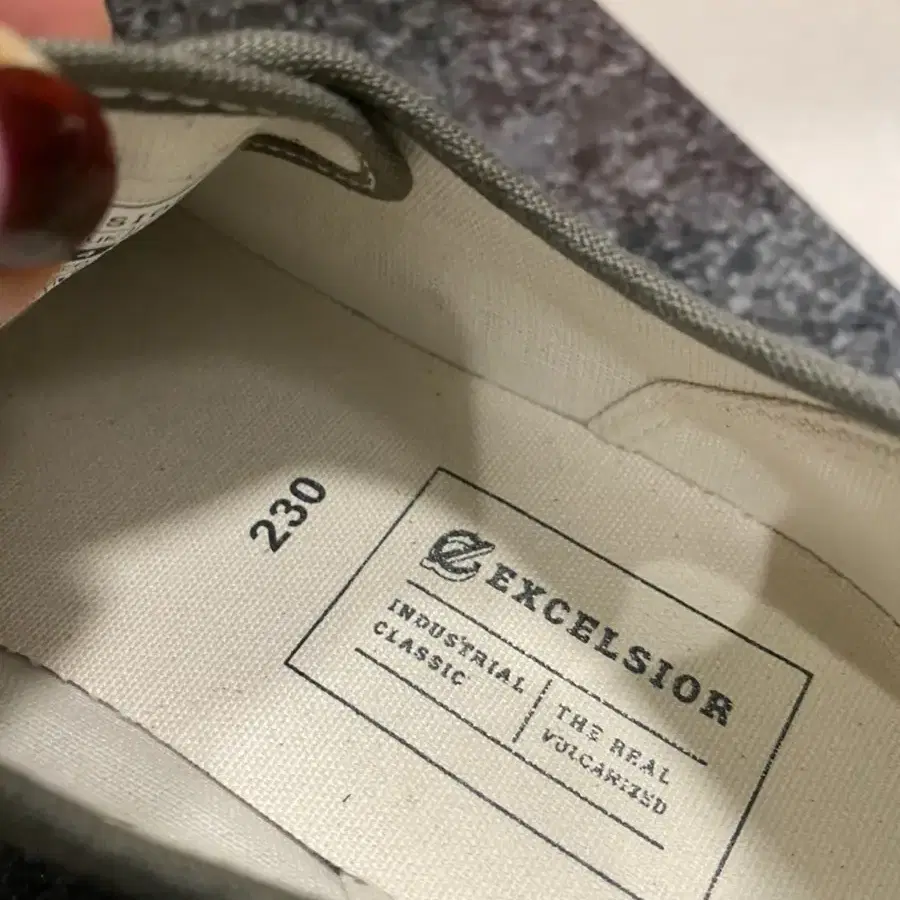 230
EXCELSIOR
INDUSTRIAL
CLASSIC
THE REAL
VULCANIZED